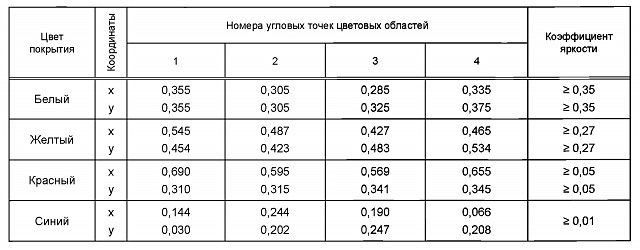 Цвет покрытия Координаты Номера угловых точек цветовых областей Коэффициент яркости
1 2 3 4
Белый x 0,355 0,305 0,285 0,335 ≥ 0,35
y 0,355 0,305 0,325 0,375 ≥ 0,35
Желтый x 0,545 0,487 0,427 0,465 ≥ 0,27
y 0,454 0,423 0,483 0,534 ≥ 0,27
Красный x 0,690 0,595 0,569 0,655 ≥ 0,05
y 0,310 0,315 0,341 0,345 ≥ 0,05
Синий x 0,144 0,244 0,190 0,066 ≥ 0,01
y 0,030 0,202 0,247 0,208